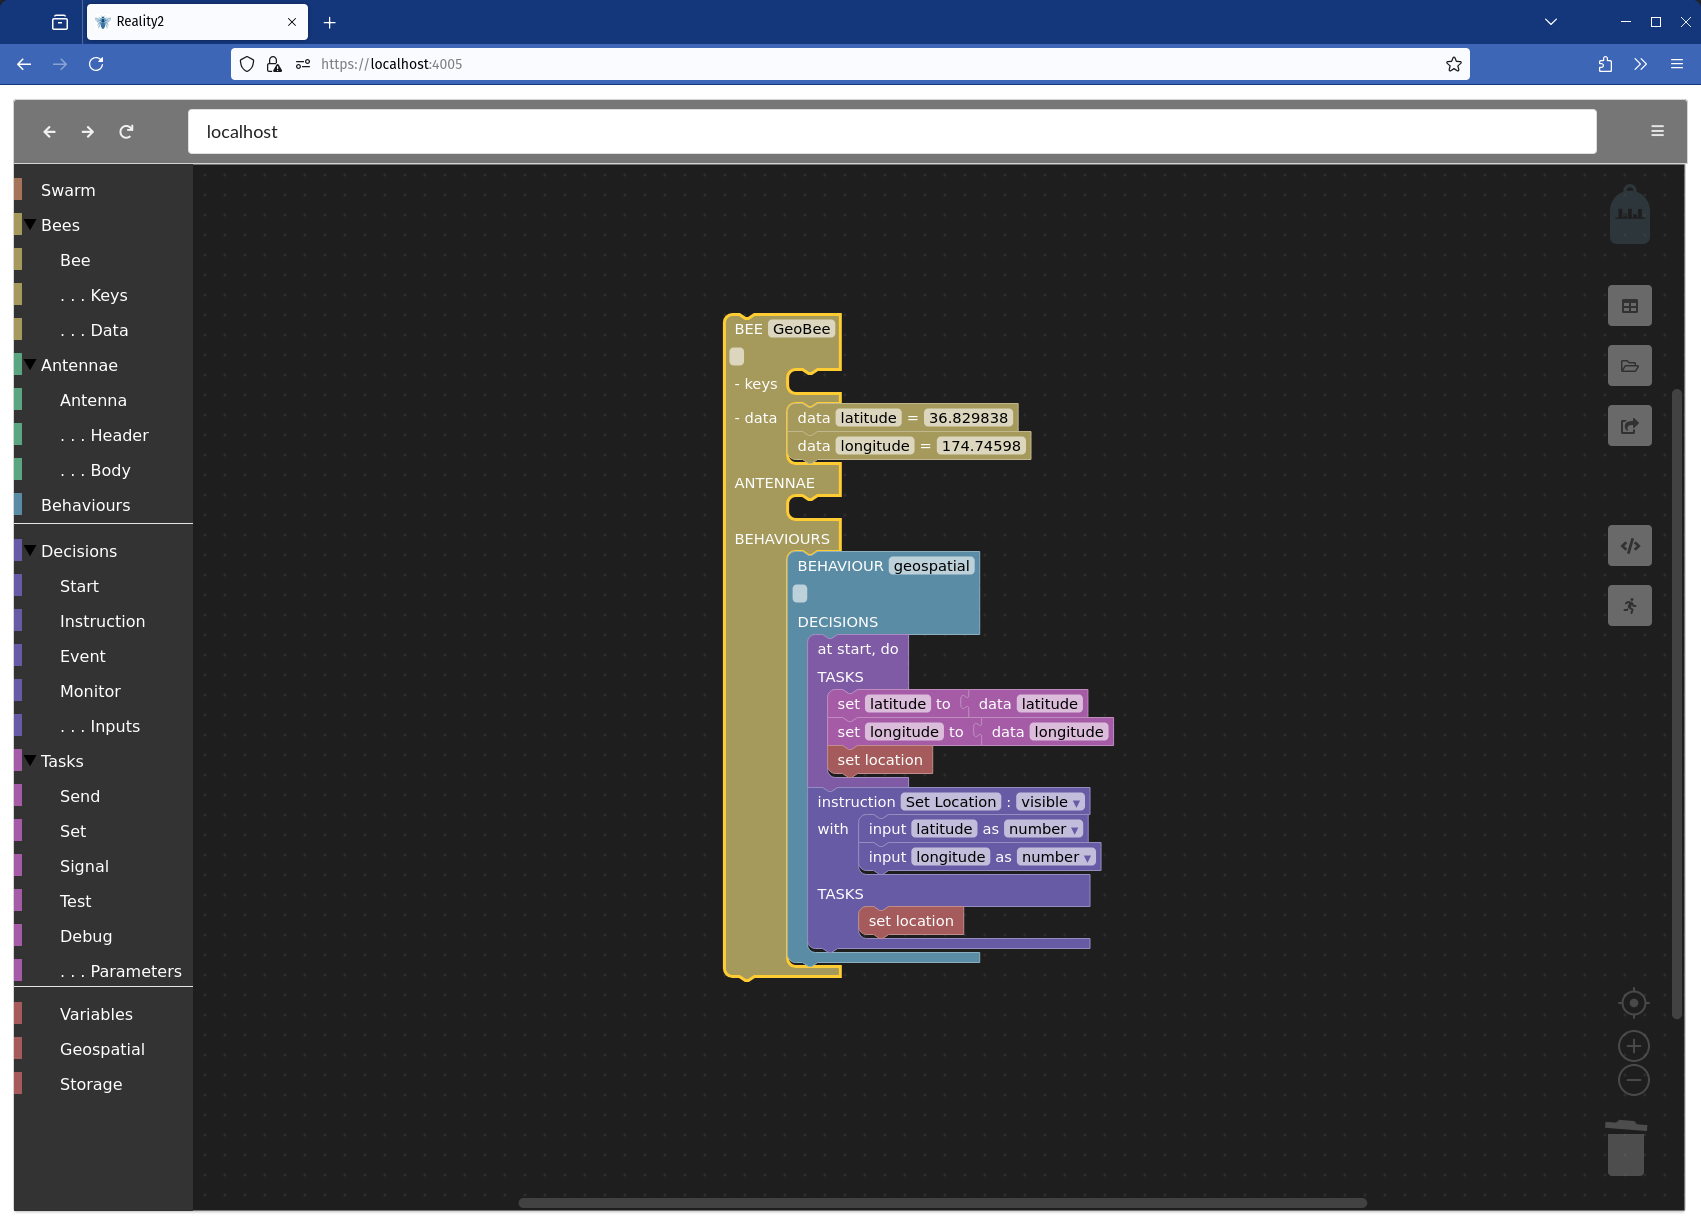 Reality2
https://localhost:4005
localhost
Swarm
Bees
Bee
. . . Keys
. . . Data
Antennae
Antenna
. . . Header
. . . Body
Behaviours
Decisions
Start
Instruction
Event
Monitor
. . . Inputs
Tasks
Send
Set
Signal
Test
Debug
. . . Parameters
Variables
Geospatial
Storage
BEE GeoBee
- keys
- data data latitude = 36.829838
data longitude = 174.74598
ANTENNAE
BEHAVIOURS
BEHAVIOUR geospatial
DECISIONS
at start, do
TASKS
set latitude to data latitude
set longitude to data longitude
set location
instruction Set Location : visible
with input latitude as number
input longitude as number
TASKS
set location